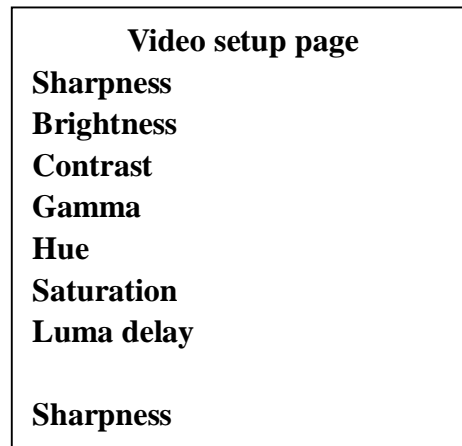 Video setup page
Sharpness
Brightness
Contrast
Gamma
Hue
Saturation
Luma delay
Sharpness